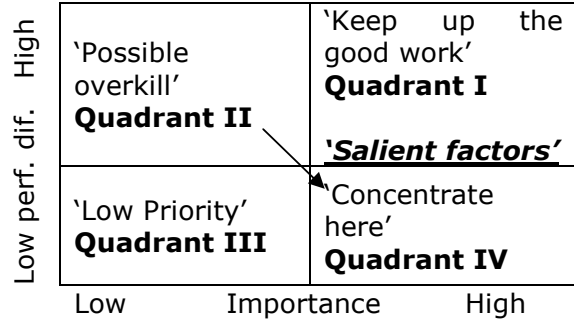 High
Low perf. dif.
‘Possible
overkill’
Quadrant II
‘Keep up the
good work’
Quadrant I
‘Salient factors’
‘Low Priority’
Quadrant III
‘Concentrate
here’
Quadrant IV
Low Importance High